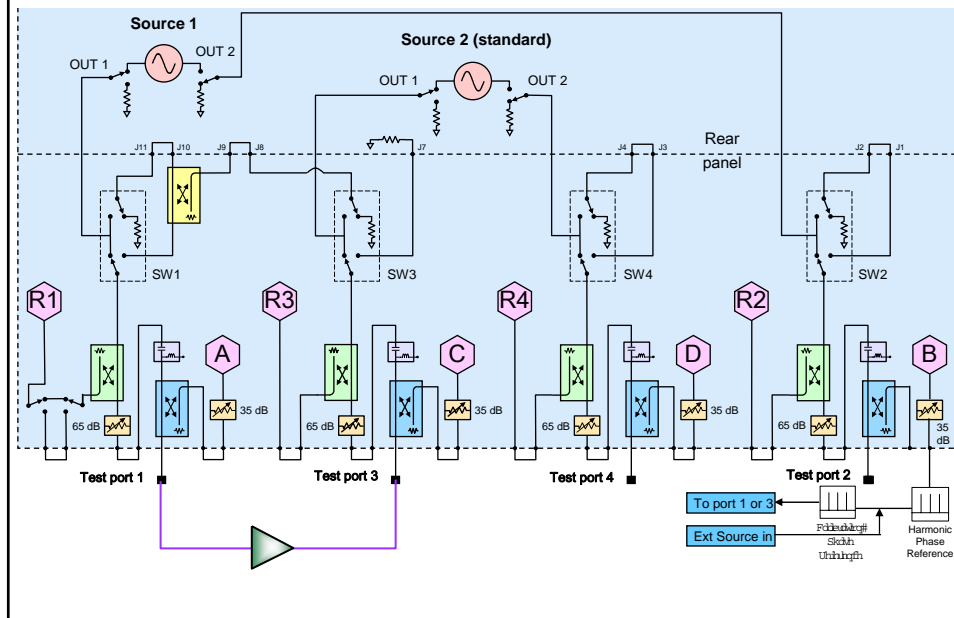 Source 1
Source 2 (standard)
OUT 1
OUT 2
OUT 1
OUT 2
Rear
panel
J11
J10
J9
J8
J7
J4
J3
J2
J1
SW1
SW3
SW4
SW2
R1
R3
R4
R2
A
C
D
B
65 dB
35 dB
65 dB
35 dB
65 dB
35 dB
65 dB
35
dB
Test port 1
Test port 3
Test port 4
Test port 2
To port 1 or 3
Ext Source in
Harmonic
Phase
Reference